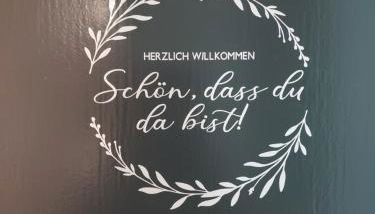 HERZLICH WILLKOMMEN
Schön, dass du
da bist!